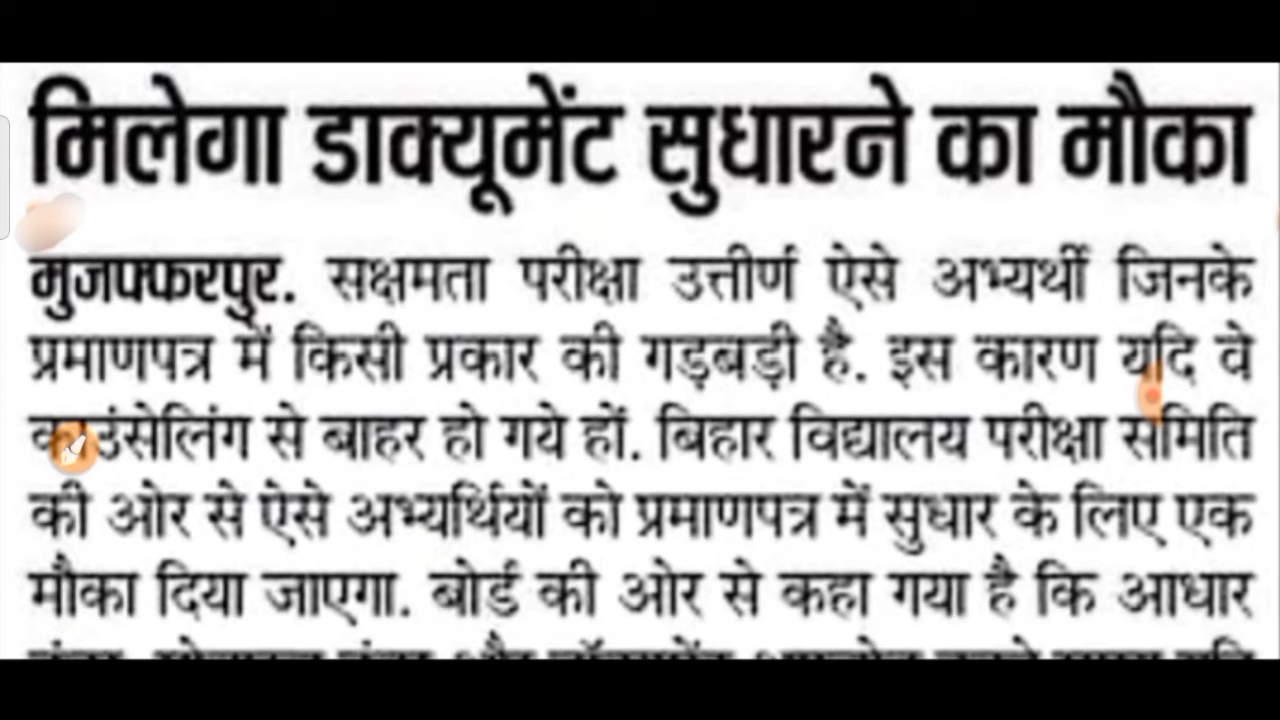 मिलेगा डाक्यूमेंट सुधारने का मौका
मुजफ्फरपुर. सक्षमता परीक्षा उत्तीर्ण ऐसे अभ्यर्थी जिनके
प्रमाणपत्र में किसी प्रकार की गड़बड़ी है. इस कारण यदि वे
काउंसेलिंग से बाहर हो गये हों. बिहार विद्यालय परीक्षा समिति
की ओर से ऐसे अभ्यर्थियों को प्रमाणपत्र में सुधार के लिए एक
मौका दिया जाएगा. बोर्ड की ओर से कहा गया है कि आधार